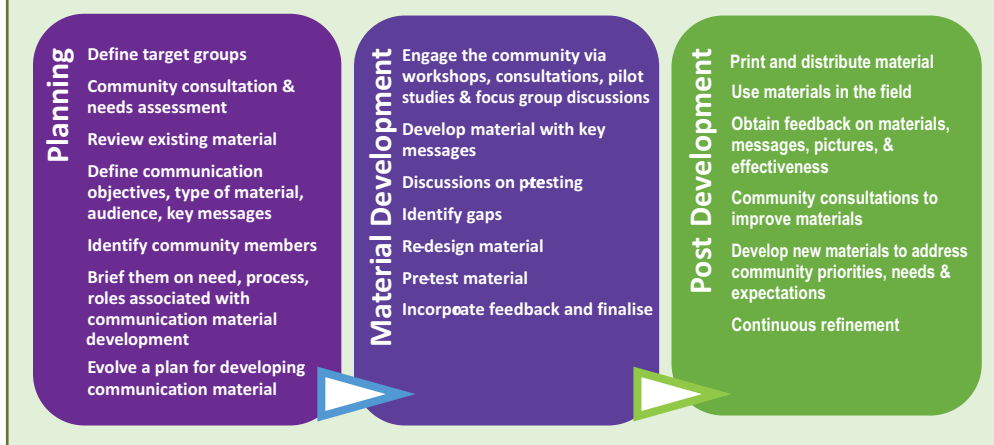 Planning
Define target groups
Community consultation &
needs assessment
Review existing material
Define communication
objectives, type of material,
audience, key messages
Identify community members
Brief them on need, process,
roles associated with
communication material
development
Evolve a plan for developing
communication material
Material Development
Engage the community via
workshops, consultations, pilot
studies & focus group discussions
Develop material with key
messages
Discussions on
Identify gaps
Re-design material
Pre-test material
Incorporate feedback and finalise
Post Development
Print and distribute material
Use materials in the field
Obtain feedback on materials,
messages, pictures, &
effectiveness
Community consultations to
improve materials
Develop new materials to address
community priorities, needs &
expectations
Continuous refinement